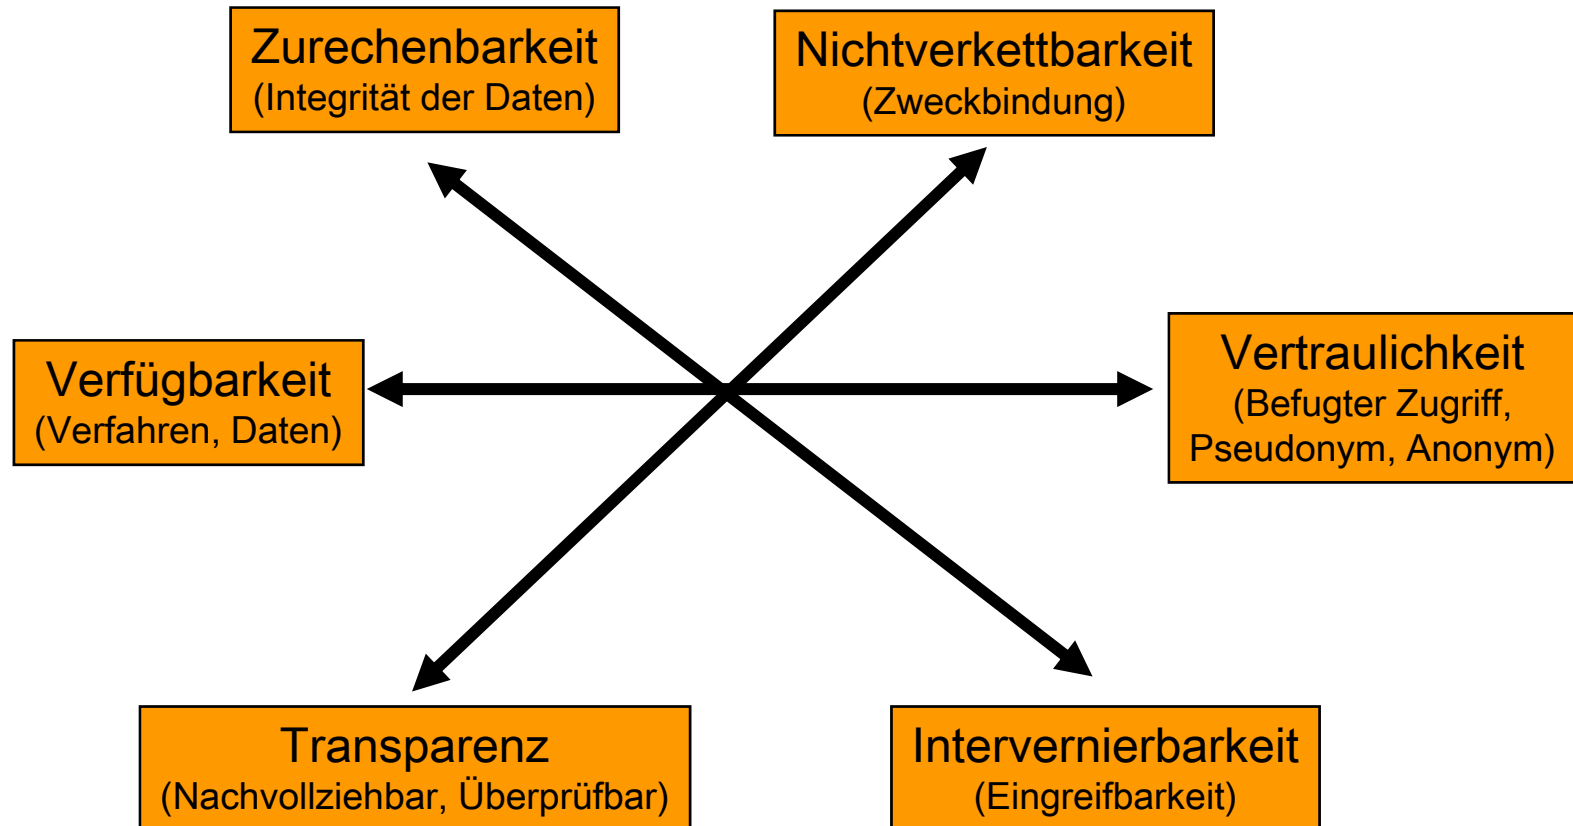 Zurechenbarkeit
(Integrität der Daten)
Nichtverkettbarkeit
(Zweckbindung)
Verfügbarkeit
(Verfahren, Daten)
Vertraulichkeit
(Befugter Zugriff,
Pseudonym, Anonym)
Transparenz
(Nachvollziehbar, Überprüfbar)
Intervernierbarkeit
(Eingreifbarkeit)